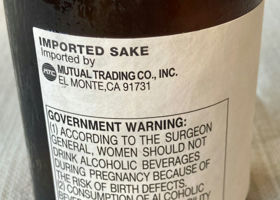 IMPORTED SAKE
Imported by
MTC MUTUAL TRADING CO., INC.
EL MONTE, CA 91731
GOVERNMENT WARNING:
(1) ACCORDING TO THE SURGEON
GENERAL, WOMEN SHOULD NOT
DRINK ALCOHOLIC BEVERAGES
DURING PREGNANCY BECAUSE OF
THE RISK OF BIRTH DEFECTS.
(2) CONSUMPTION OF ALCOHOLIC